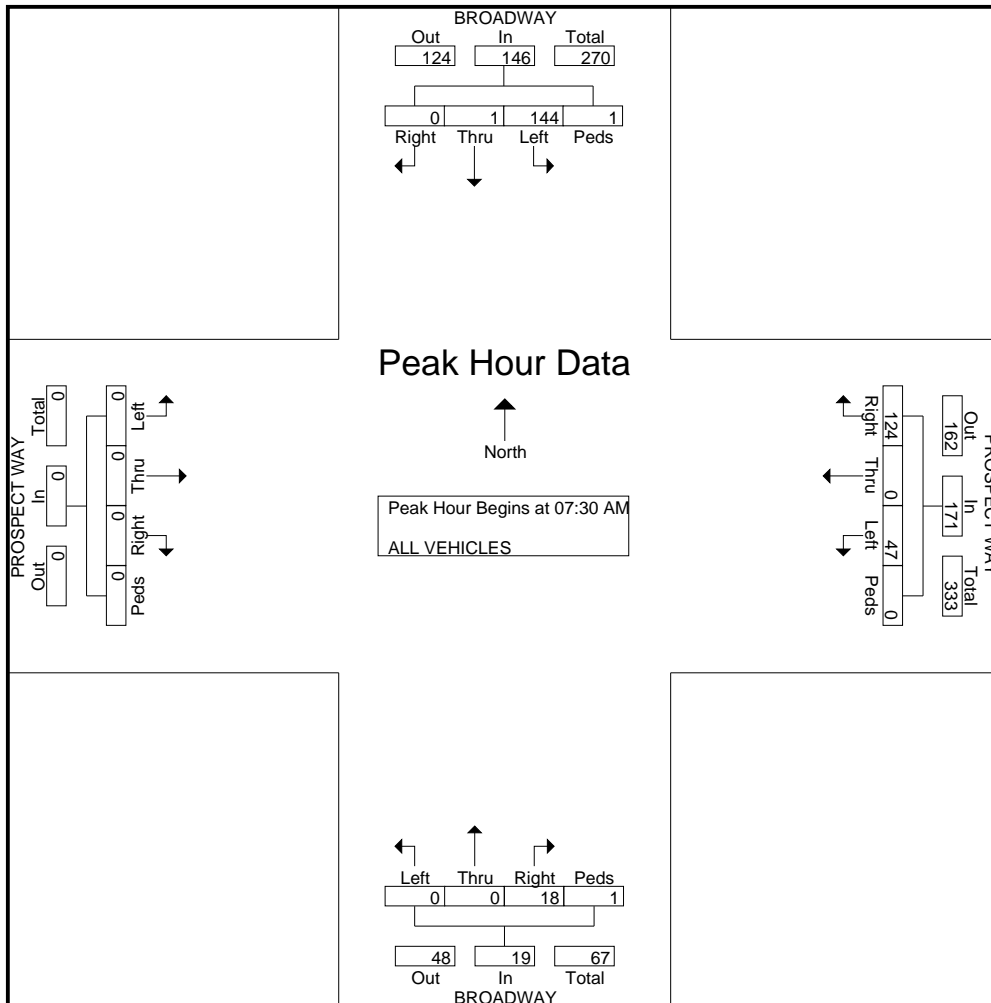 BROADWAY
Out In Total
124 146 270
0 1 144 1
Right Thru Left Peds
Peak Hour Data
North
Peak Hour Begins at 07:30 AM
ALL VEHICLES
PROSPECT WAY
Total In Out
0 0 0
0 0 0 0
Left Thru Right Peds
PROSPECT WAY
Out In Total
162 171 333
124 0 47 0
Right Thru Left Peds
Left Thru Right Peds
0 0 18 1
48 19 67
Out In Total
BROADWAY